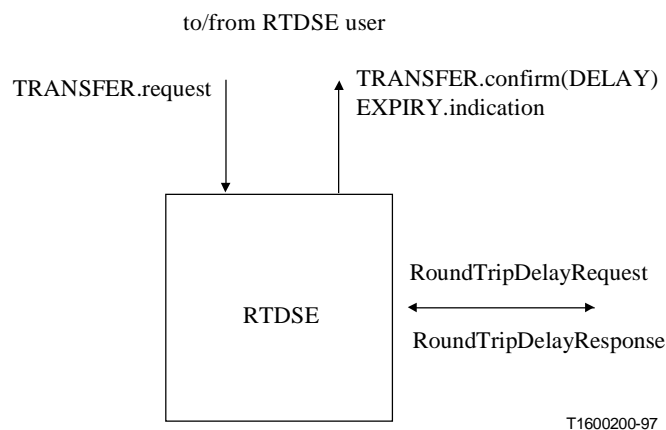 to/from RTDSE user
TRANSFER.request
TRANSFER.confirm(DELAY)
EXPIRY.indication
RTDSE
RoundTripDelayRequest
RoundTripDelayResponse
T1600200-97